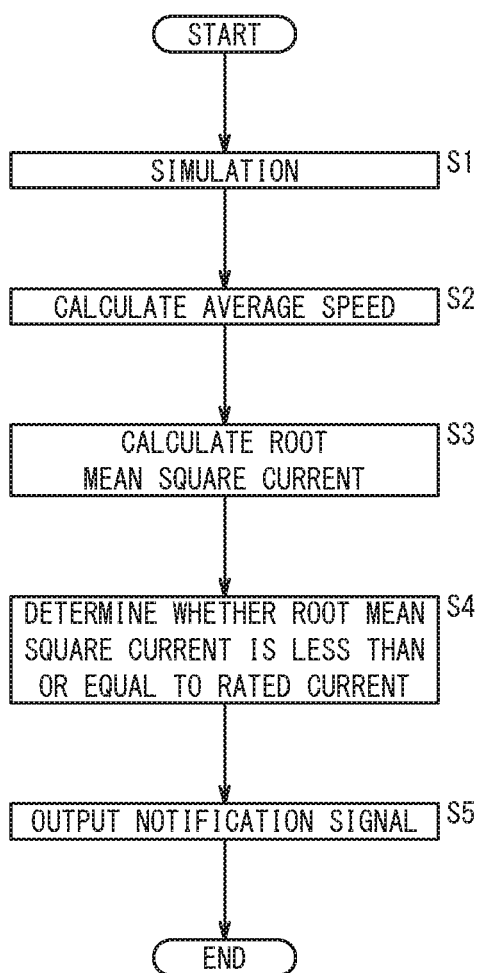 START
SIMULATION S1
CALCULATE AVERAGE SPEED S2
CALCULATE ROOT S3
MEAN SQUARE CURRENT
DETERMINE WHETHER ROOT MEAN S4
SQUARE CURRENT IS LESS THAN
OR EQUAL TO RATED CURRENT
OUTPUT NOTIFICATION SIGNAL S5
END